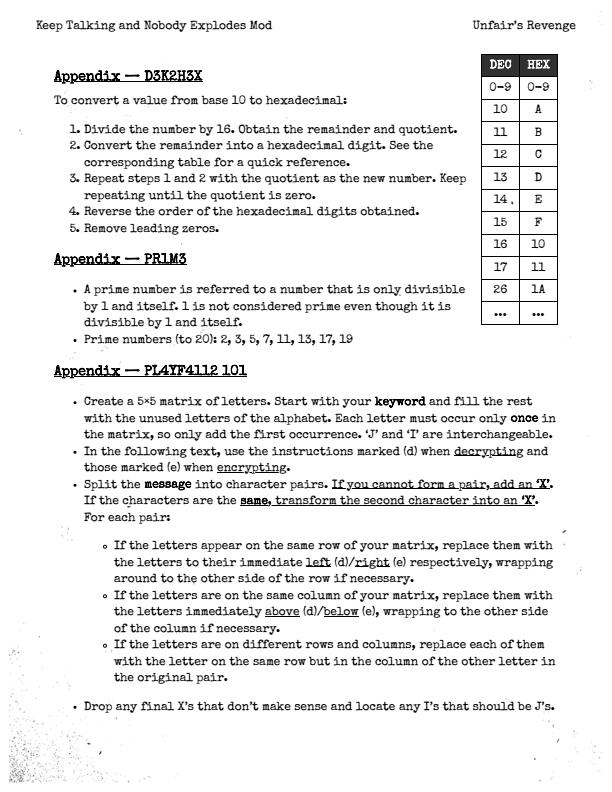 Keep Talking and Nobody Explodes Mod
Unfair's Revenge
Appendix — D3K2H3X
To convert a value from base 10 to hexadecimal:
1. Divide the number by 16. Obtain the remainder and quotient.
2. Convert the remainder into a hexadecimal digit. See the
corresponding table for a quick reference.
3. Repeat steps 1 and 2 with the quotient as the new number. Keep
repeating until the quotient is zero.
4. Reverse the order of the hexadecimal digits obtained.
5. Remove leading zeros.
DEC HEX
0-9 0-9
10 A
11 B
12 C
13 D
14 E
15 F
16 10
17 11
26 1A
... ...
Appendix — PR1M3
• A prime number is referred to a number that is only divisible
by 1 and itself. 1 is not considered prime even though it is
divisible by 1 and itself.
• Prime numbers (to 20): 2, 3, 5, 7, 11, 13, 17, 19
Appendix — PL4YF4112 101
• Create a 5×5 matrix of letters. Start with your keyword and fill the rest
with the unused letters of the alphabet. Each letter must occur only once in
the matrix, so only add the first occurrence. 'J' and 'I' are interchangeable.
• In the following text, use the instructions marked (d) when decrypting and
those marked (e) when encrypting.
• Split the message into character pairs. If you cannot form a pair, add an 'X'.
If the characters are the same, transform the second character into an 'X'.
For each pair:
◦ If the letters appear on the same row of your matrix, replace them with
the letters to their immediate left (d)/right (e) respectively, wrapping
around to the other side of the row if necessary.
◦ If the letters are on the same column of your matrix, replace them with
the letters immediately above (d)/below (e), wrapping to the other side
of the column if necessary.
◦ If the letters are on different rows and columns, replace each of them
with the letter on the same row but in the column of the other letter in
the original pair.
• Drop any final X's that don't make sense and locate any I's that should be J's.